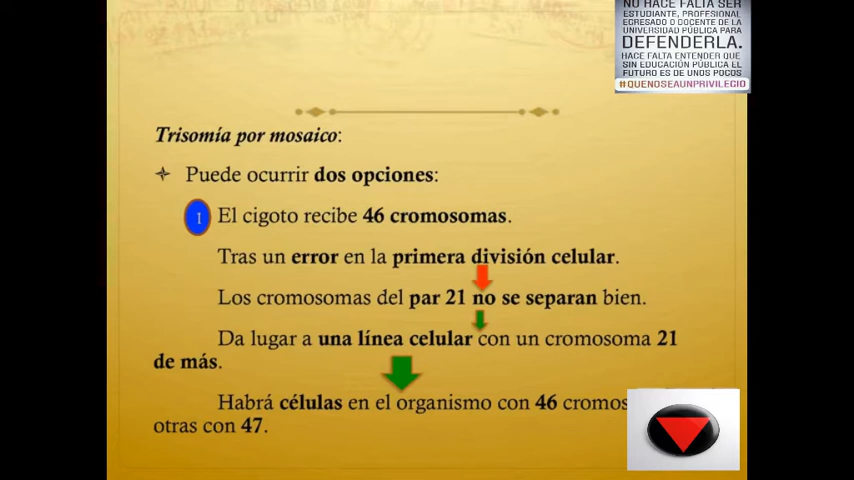 NO HACE FALTA SER
ESTUDIANTE, PROFESIONAL
EGRESADO O DOCENTE DE LA
UNIVERSIDAD PÚBLICA PARA
DEFENDERLA.
HACE FALTA ENTENDER QUE
SIN EDUCACIÓN PÚBLICA EL
FUTURO ES DE UNOS POCOS
#QUENOSEAUNPRIVILEGIO
Trisomía por mosaico:
Puede ocurrir dos opciones:
1 El cigoto recibe 46 cromosomas.
Tras un error en la primera división celular.
Los cromosomas del par 21 no se separan bien.
Da lugar a una línea celular con un cromosoma 21
de más.
Habrá células en el organismo con 46
otras con 47.